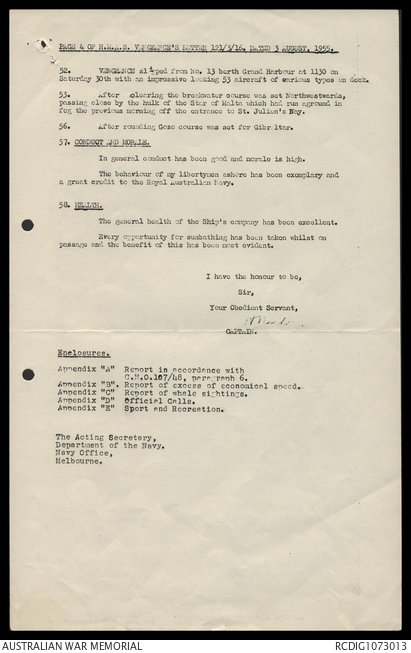 PAGE 4 OF H.M.A.S. VENGEANCE'S LETTER 121/3/16, DATED 3 AUGUST, 1955.
52. VENGEANCE slipped from No. 13 berth Grand Harbour at 1130 on
Saturday 30th with an impressive looking 53 aircraft of various types on deck.
53. After clearing the breakwater course was set Northwestwards,
passing close by the hulk of the Star of Malta which had run aground in
fog the previous morning off the entrance to St. Julian's Bay.
56. After rounding Gozo course was set for Gibraltar.
57. CONDUCT AND MORALE.
In general conduct has been good and morale is high.
The behaviour of my libertymen ashore has been exemplary and
a great credit to the Royal Australian Navy.
58. HEALTH.
The general health of the Ship's company has been excellent.
Every opportunity for sunbathing has been taken whilst on
passage and the benefit of this has been most evident.
I have the honour to be,
Sir,
Your Obedient Servant,
CAPTAIN.
Enclosures.
Appendix "A" Report in accordance with
C.N.O.107/48, paragraph 6.
Appendix "B". Report of excess of economical speed.
Appendix "C" Report of whale sightings.
Appendix "D" Official Calls.
Appendix "E" Sport and Recreation.
The Acting Secretary,
Department of the Navy.
Navy Office,
Melbourne.
AUSTRALIAN WAR MEMORIAL
RCDIG1073013